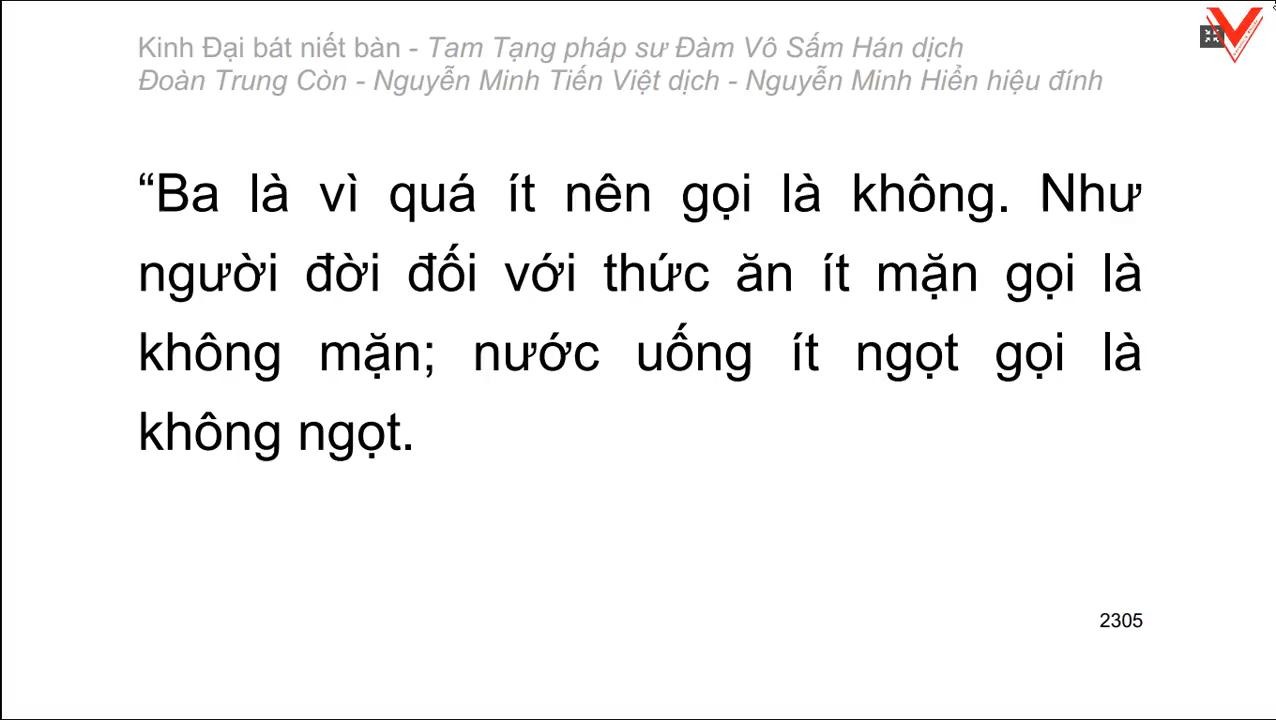 Kinh Đại bát niết bàn - Tam Tạng pháp sư Đàm Vô Sấm Hán dịch
Đoàn Trung Còn - Nguyễn Minh Tiến Việt dịch - Nguyễn Minh Hiển hiệu đính
“Ba là vì quá ít nên gọi là không. Như
người đời đối với thức ăn ít mặn gọi là
không mặn; nước uống ít ngọt gọi là
không ngọt.
2305